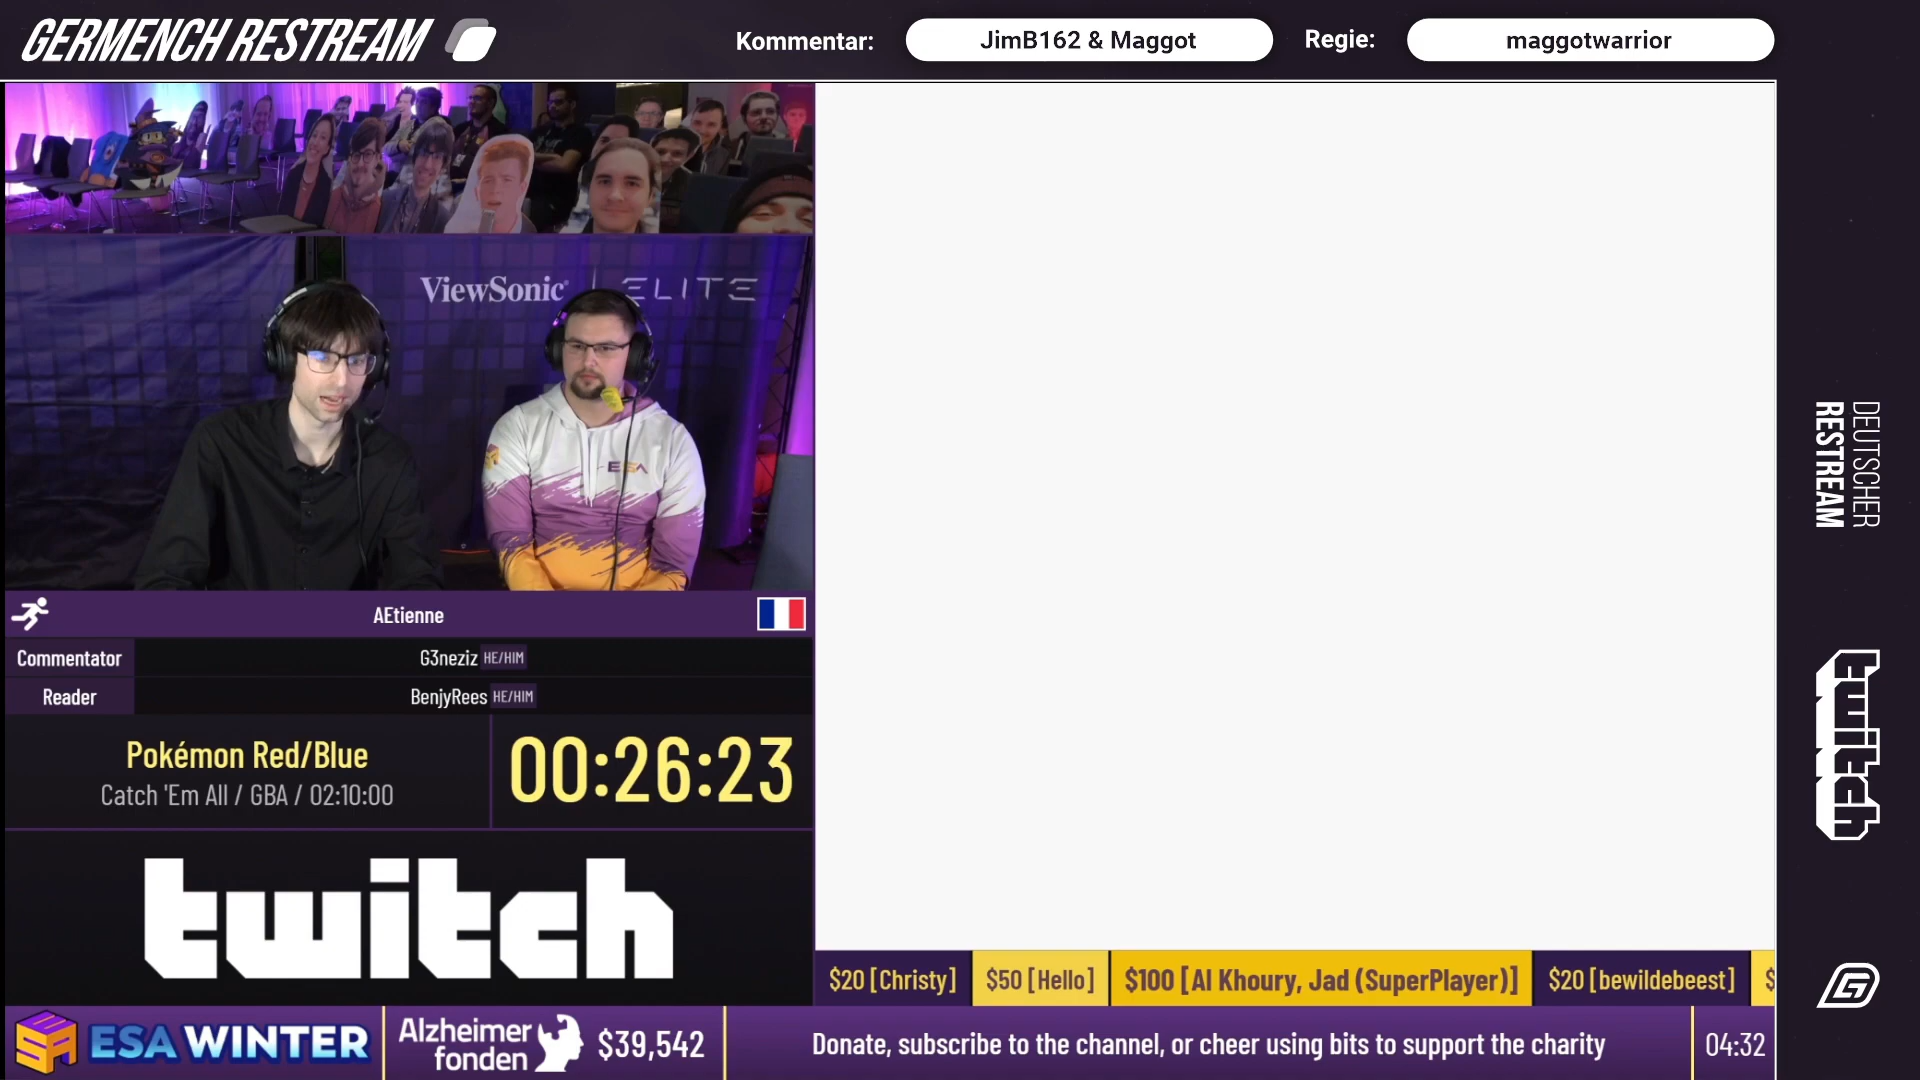 GERMENCH RESTREAM
Kommentar:
JimB162 & Maggot
Regie:
maggotwarrior
ViewSonic | ELITE
ESA
AEtienne
Commentator
G3neziz HE/HIM
Reader
BenjyRees HE/HIM
Pokémon Red/Blue
Catch 'Em All / GBA / 02:10:00
00:26:23
twitch
$20 [Christy]
$50 [Hello]
$100 [Al Khoury, Jad (SuperPlayer)]
$20 [bewildebeest]
$
ESA WINTER
Alzheimer
fonden
$39,542
Donate, subscribe to the channel, or cheer using bits to support the charity
04:32
DEUTSCHER
RESTREAM
twitch